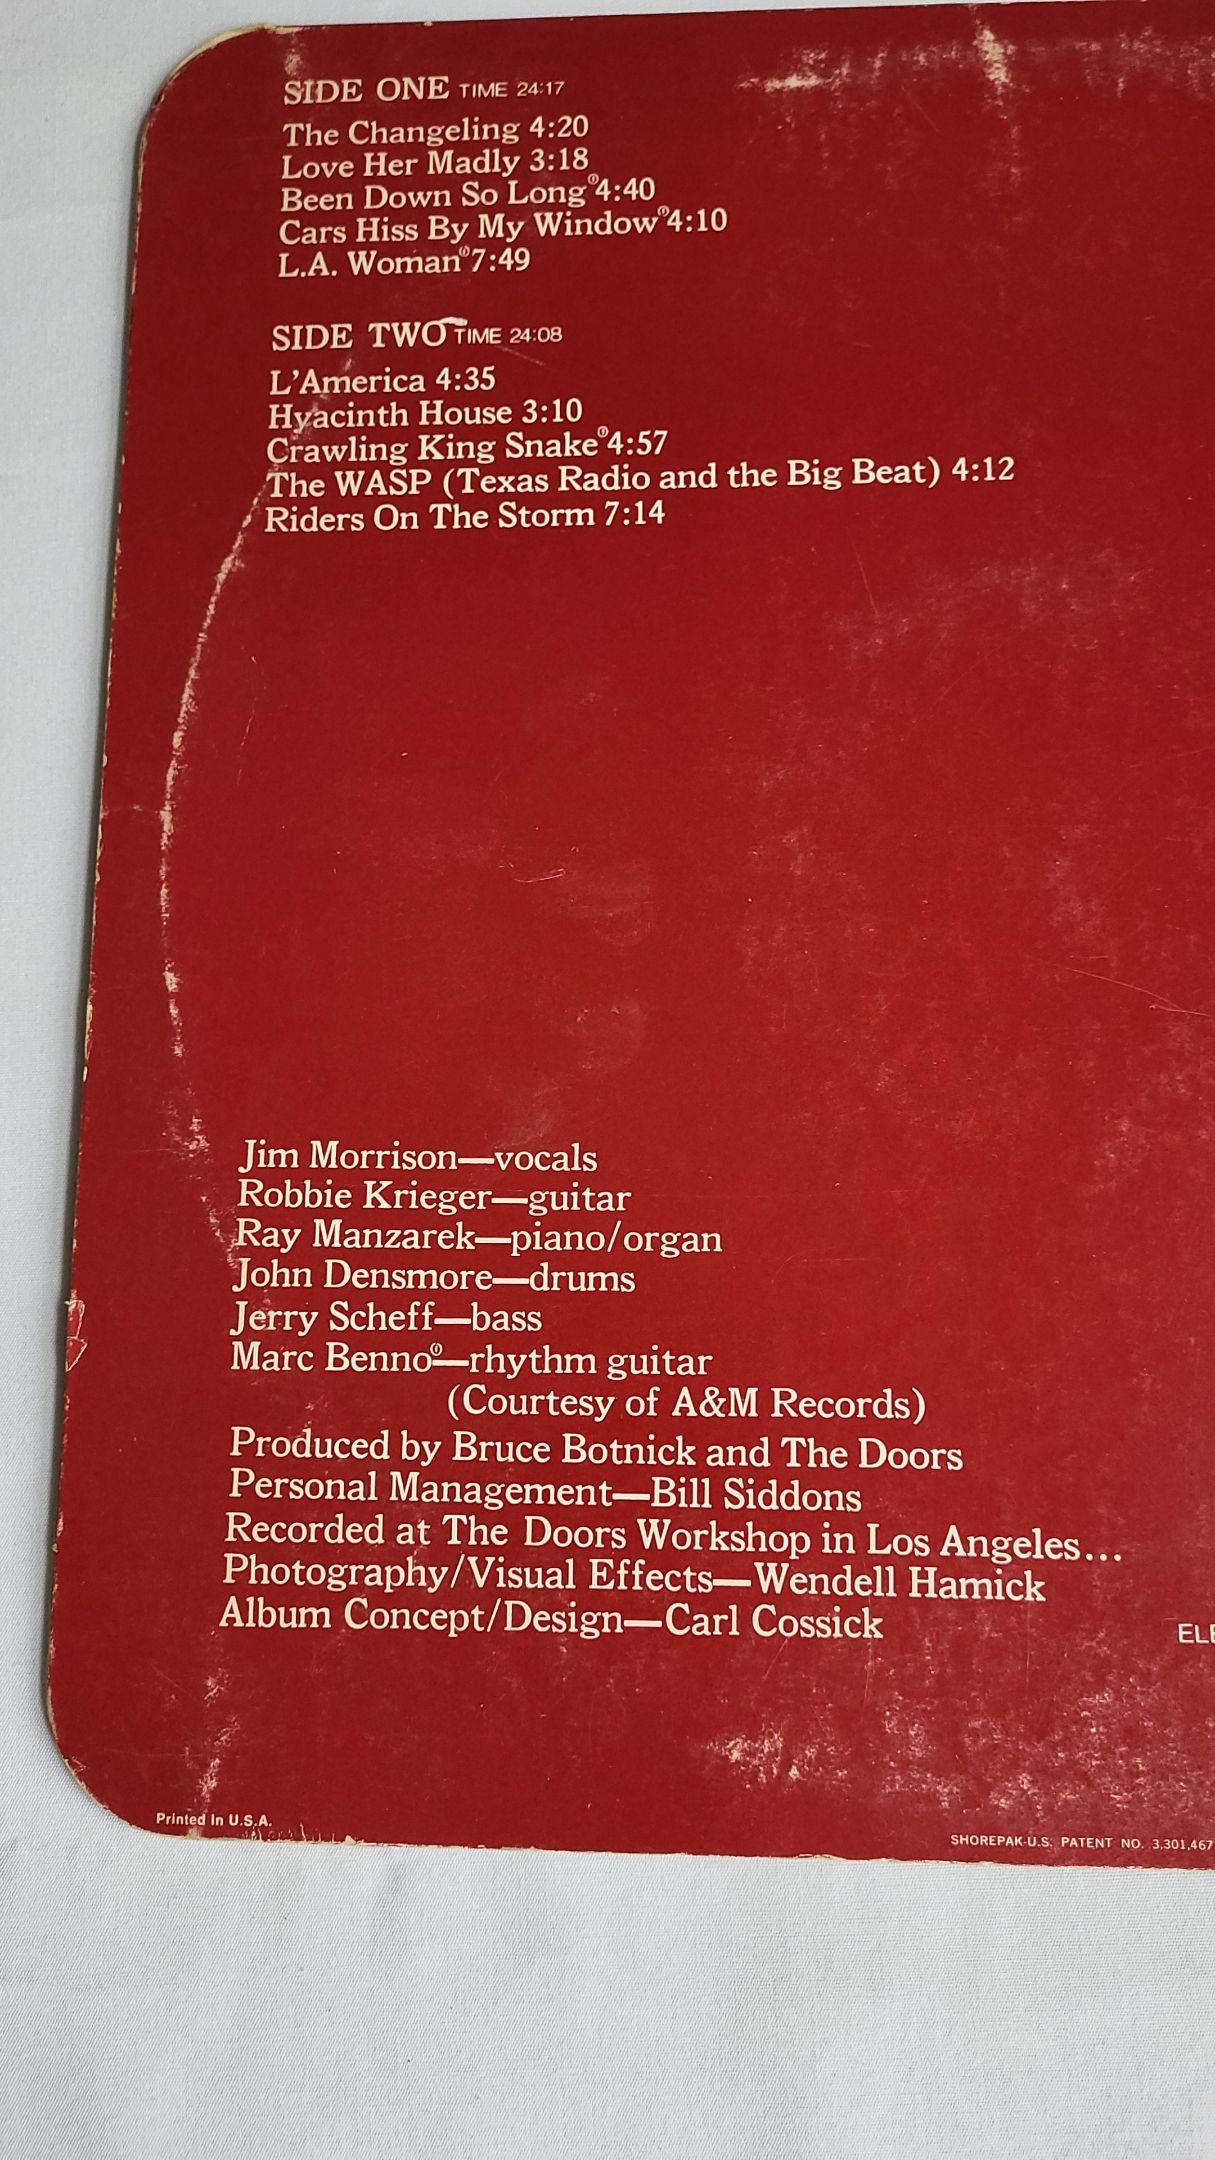 SIDE ONE TIME 24:17
The Changeling 4:20
Love Her Madly 3:18
Been Down So Long 4:40
Cars Hiss By My Window 4:10
L.A. Woman 7:49
SIDE TWO TIME 24:08
L'America 4:35
Hyacinth House 3:10
Crawling King Snake 4:57
The WASP (Texas Radio and the Big Beat) 4:12
Riders On The Storm 7:14
Jim Morrison—vocals
Robbie Krieger—guitar
Ray Manzarek—piano/organ
John Densmore—drums
Jerry Scheff—bass
Marc Benno—rhythm guitar
(Courtesy of A&M Records)
Produced by Bruce Botnick and The Doors
Personal Management—Bill Siddons
Recorded at The Doors Workshop in Los Angeles...
Photography/Visual Effects—Wendell Hamick
Album Concept/Design—Carl Cossick
Printed In U.S.A.
SHOREPAK-U.S. PATENT NO. 3,301,467